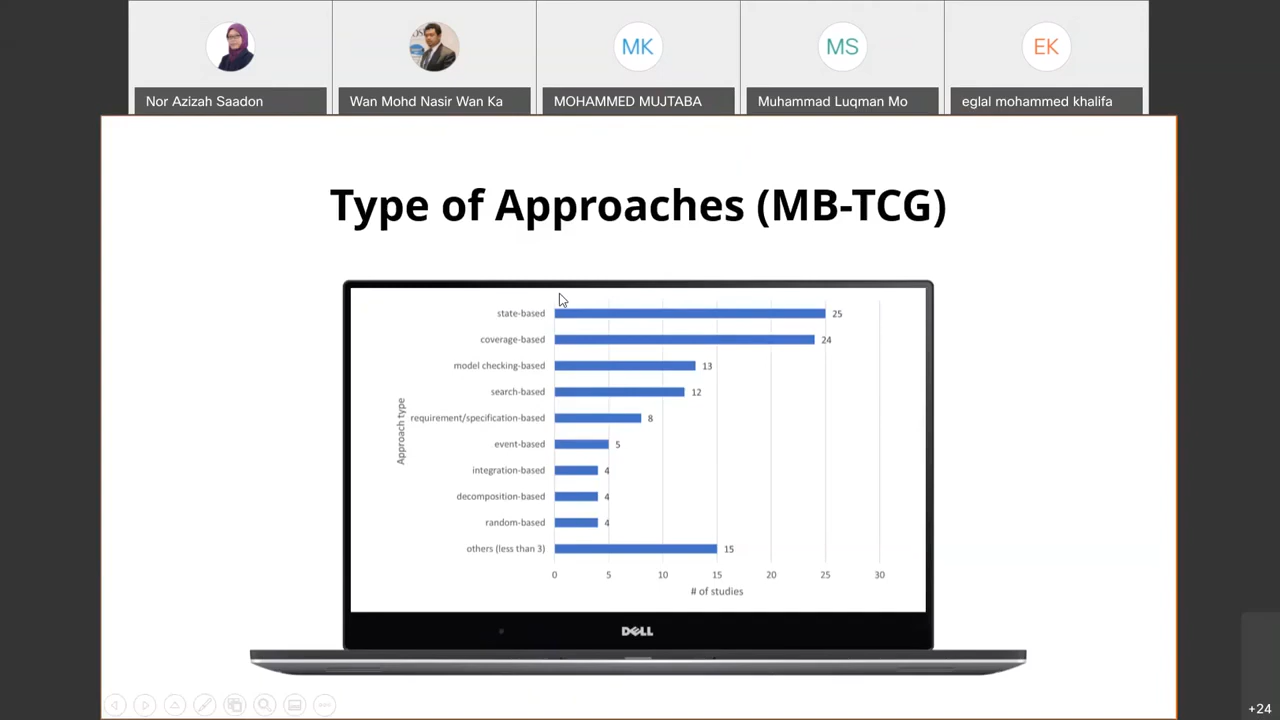 MK
MS
EK
Nor Azizah Saadon
Wan Mohd Nasir Wan Ka
MOHAMMED MUJTABA
Muhammad Luqman Mo
eglal mohammed khalifa
Type of Approaches (MB-TCG)
Approach type
state-based 25
coverage-based 24
model checking-based 13
search-based 12
requirement/specification-based 8
event-based 5
integration-based 4
decomposition-based 4
random-based 4
others (less than 3) 15
0 5 10 15 20 25 30
# of studies
DELL
+24